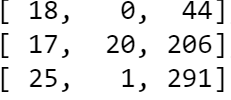 [ 18,   0,  44]
[ 17,  20, 206]
[ 25,   1, 291]